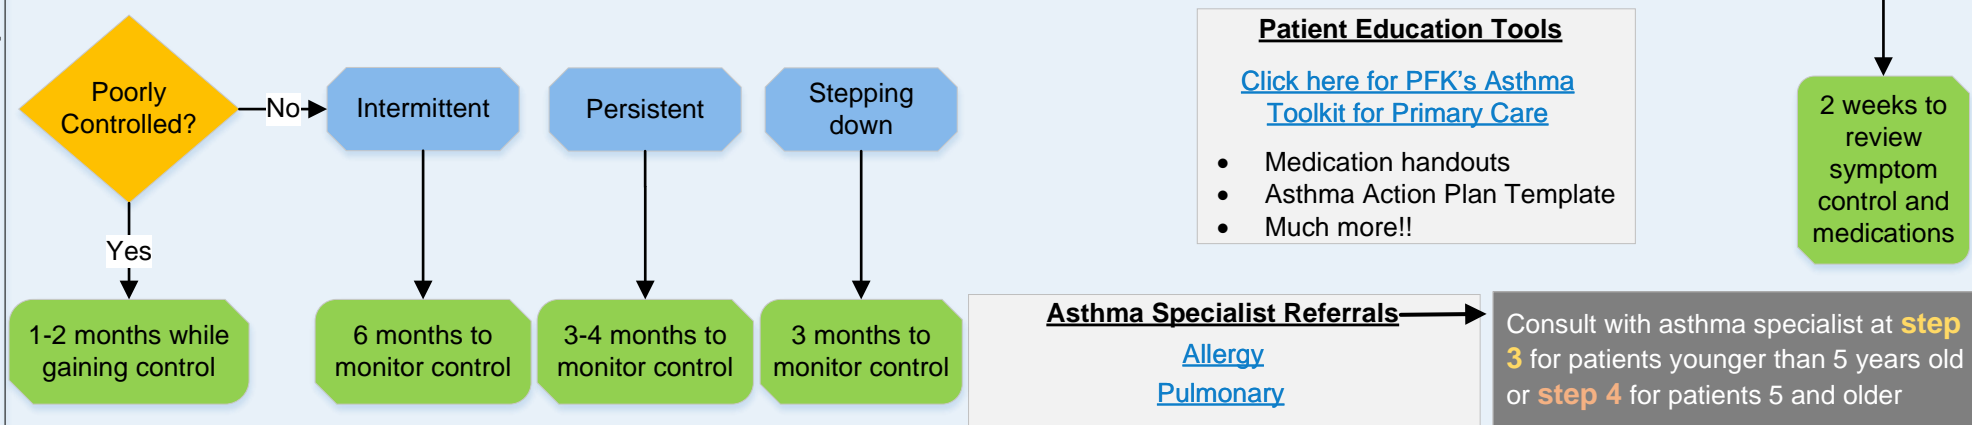 Poorly
Controlled?
No
Intermittent
Persistent
Stepping
down
Yes
1-2 months while
gaining control
6 months to
monitor control
3-4 months to
monitor control
3 months to
monitor control
Patient Education Tools
Click here for PFK's Asthma
Toolkit for Primary Care
• Medication handouts
• Asthma Action Plan Template
• Much more!!
2 weeks to
review
symptom
control and
medications
Asthma Specialist Referrals
Allergy
Pulmonary
Consult with asthma specialist at step
3 for patients younger than 5 years old
or step 4 for patients 5 and older